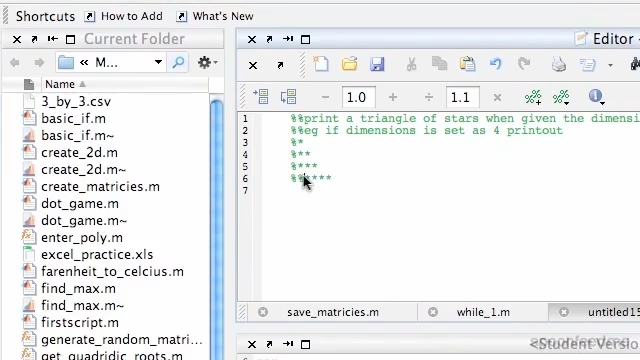 Shortcuts How to Add What's New
Current Folder
M...
Name
3_by_3.csv
basic_if.m
basic_if.m~
create_2d.m
create_2d.m~
create_matricies.m
dot_game.m
dot_game.m~
enter_poly.m
excel_practice.xls
farenheit_to_celcius.m
find_max.m
find_max.m~
firstscript.m
generate_random_matri...
get_quadridic_roots.m
Editor
1.0 1.1
1 %%print a triangle of stars when given the dimensi
2 %%eg if dimensions is set as 4 printout
3 %*
4 %**
5 %***
6 %%****
7
save_matricies.m while_1.m untitled15
<Student Versio